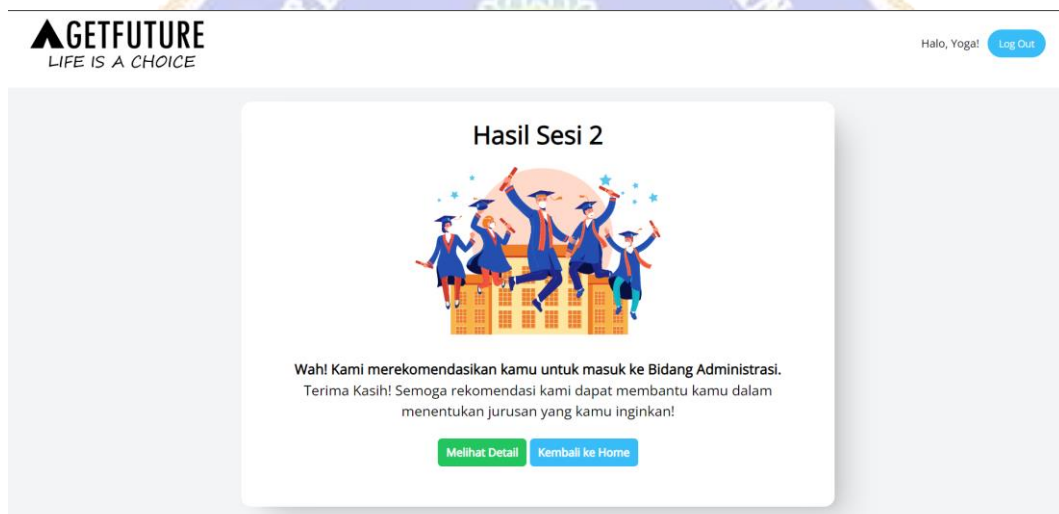 AGETFUTURE
LIFE IS A CHOICE
Halo, Yoga!
Log Out
Hasil Sesi 2
Wah! Kami merekomendasikan kamu untuk masuk ke Bidang Administrasi.
Terima Kasih! Semoga rekomendasi kami dapat membantu kamu dalam
menentukan jurusan yang kamu inginkan!
Melihat Detail
Kembali ke Home